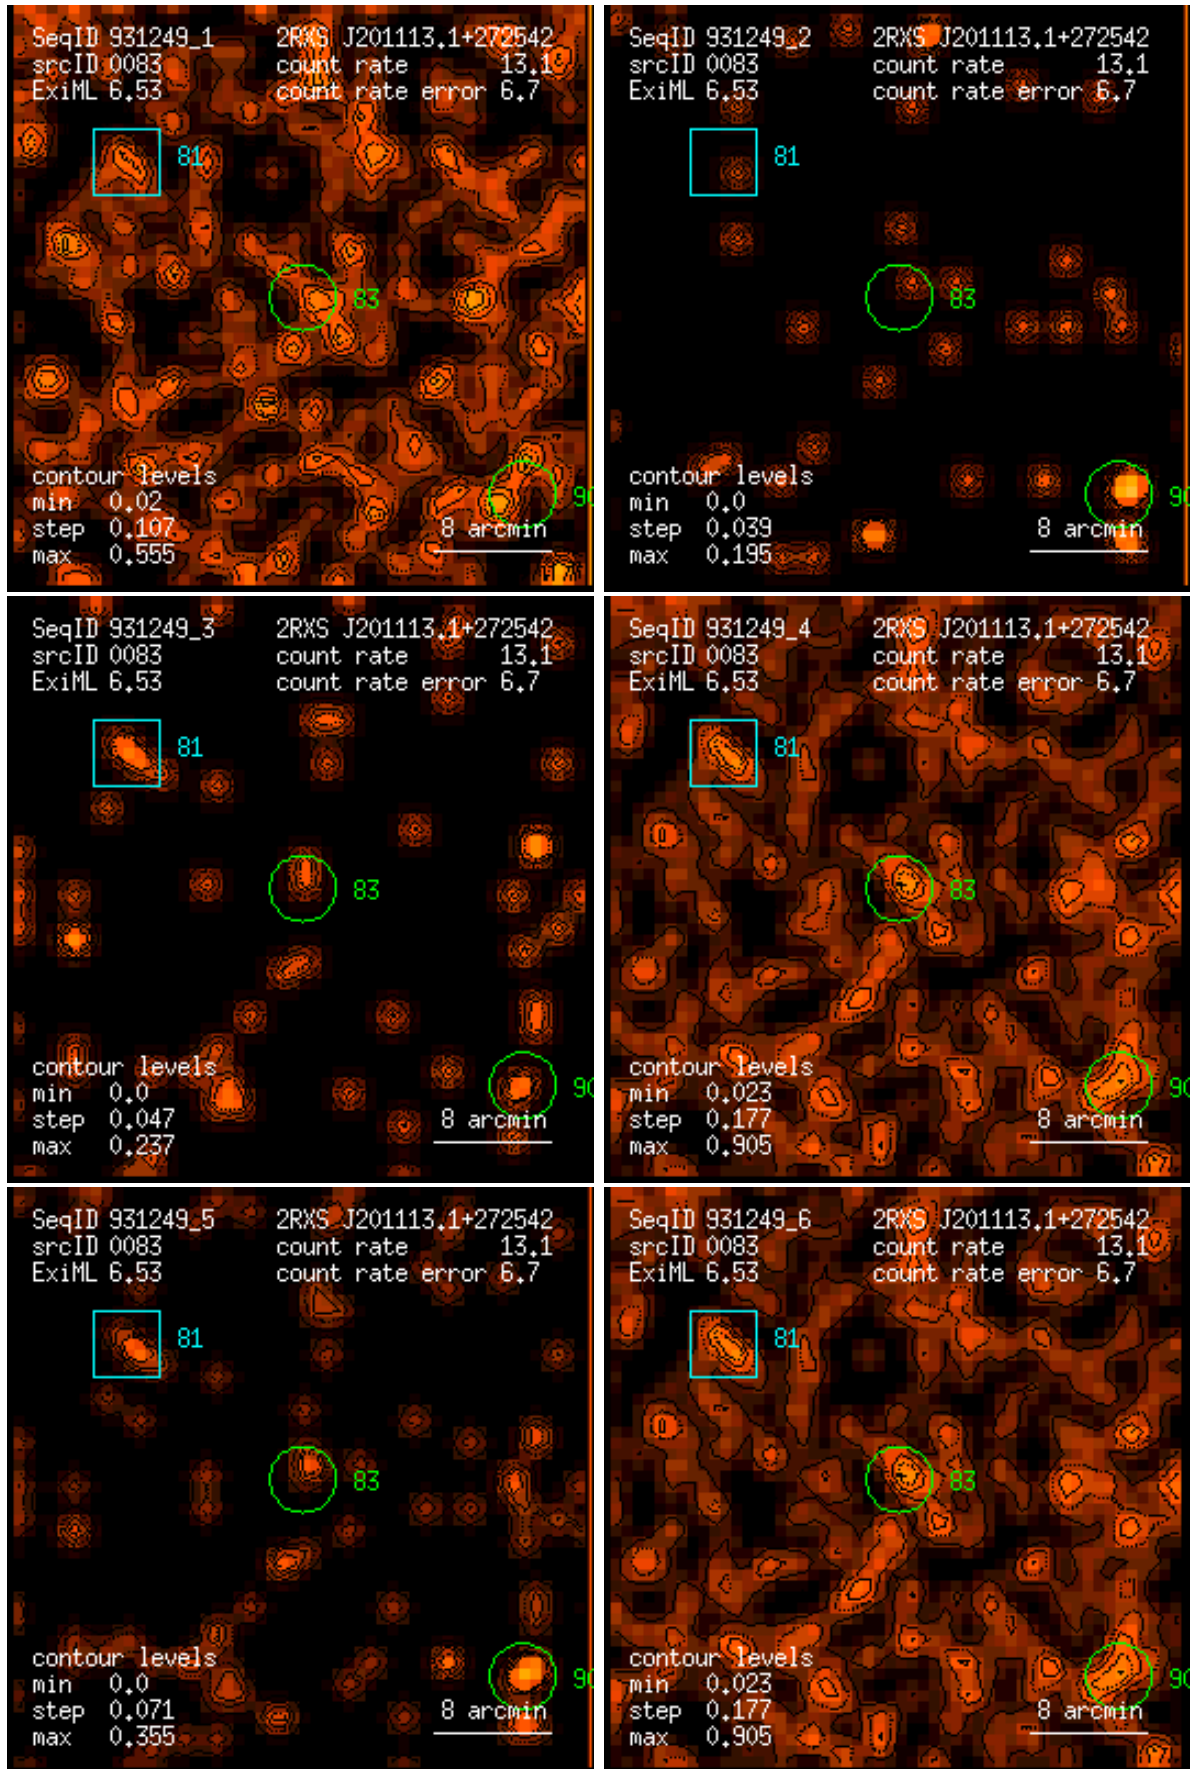 SeqID 931249_1 2RXS J201113.1+272542
srcID 0083 count rate 13.1
ExiML 6.53 count rate error 6.7
81
83
contour levels
min 0.02 90
step 0.107 8 arcmin
max 0.555
SeqID 931249_2 2RXS J201113.1+272542
srcID 0083 count rate 13.1
ExiML 6.53 count rate error 6.7
81
83
contour levels
min 0.0 90
step 0.039 8 arcmin
max 0.195
SeqID 931249_3 2RXS J201113.1+272542
srcID 0083 count rate 13.1
ExiML 6.53 count rate error 6.7
81
83
contour levels
min 0.0 90
step 0.047 8 arcmin
max 0.237
SeqID 931249_4 2RXS J201113.1+272542
srcID 0083 count rate 13.1
ExiML 6.53 count rate error 6.7
81
83
contour levels
min 0.023 90
step 0.177 8 arcmin
max 0.905
SeqID 931249_5 2RXS J201113.1+272542
srcID 0083 count rate 13.1
ExiML 6.53 count rate error 6.7
81
83
contour levels
min 0.0 90
step 0.071 8 arcmin
max 0.355
SeqID 931249_6 2RXS J201113.1+272542
srcID 0083 count rate 13.1
ExiML 6.53 count rate error 6.7
81
83
contour levels
min 0.023 90
step 0.177 8 arcmin
max 0.905